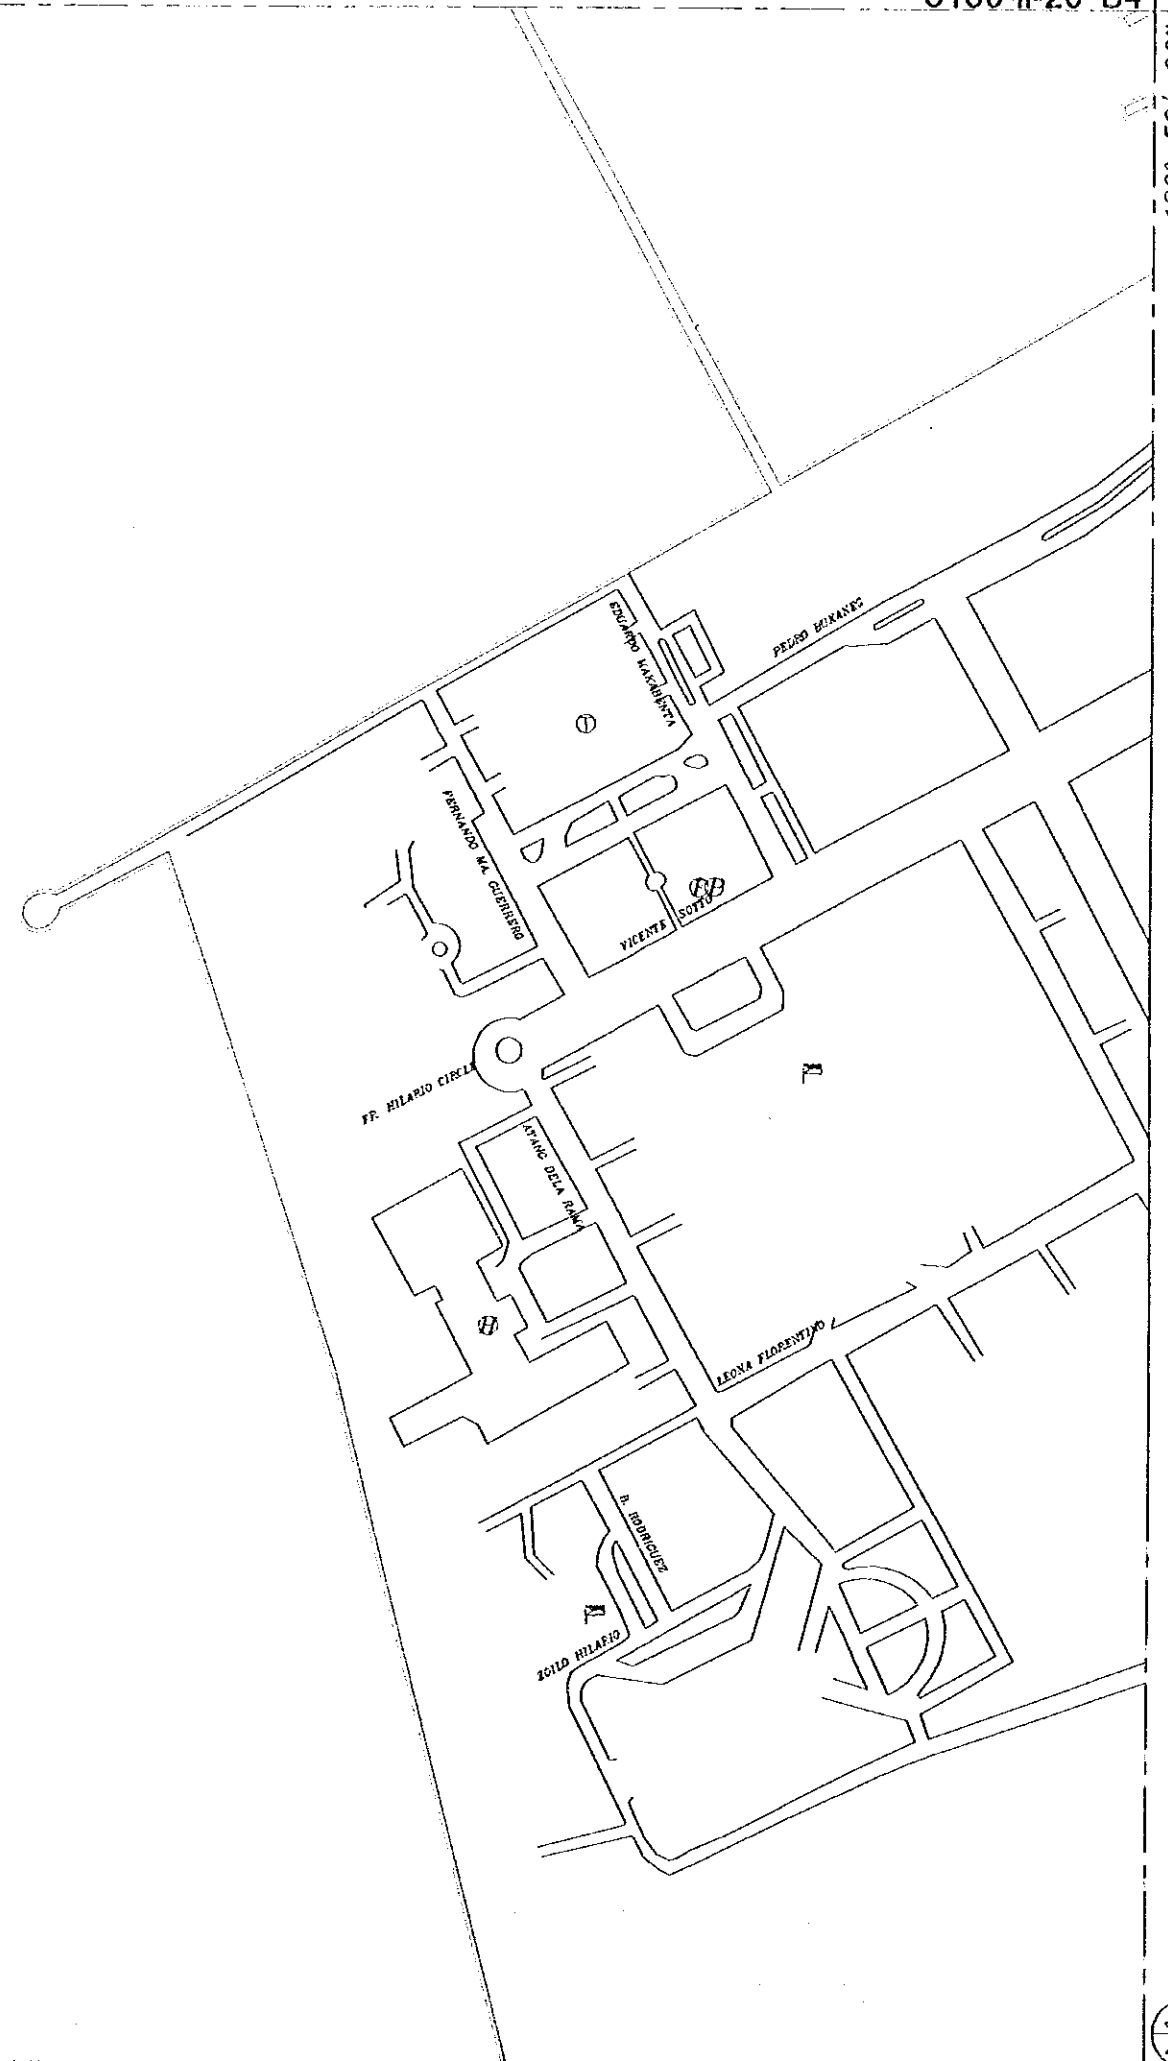 PEDRO BUKANEG
EDUARDO MAKABENTA
FERNANDO MA. GUERRERO
VICENTE SOTTO
FR. HILARIO CIRCLE
ATANG DELA RAMA
H
LEONA FLORENTINO
B. RODRIGUEZ
ZOILO HILARIO